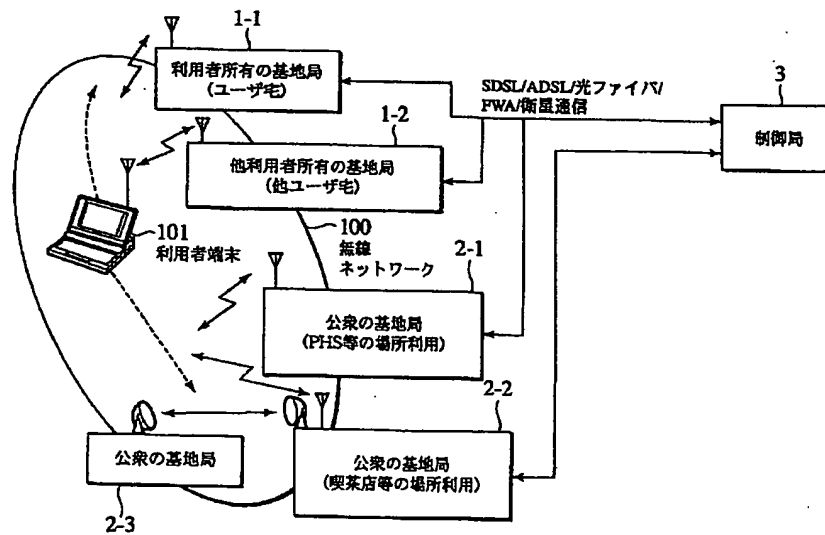 1-1
利用者所有の基地局
(ユーザ宅)
SDSL/ADSL/光ファイバ/
FWA/衛星通信
3
制御局
1-2
他利用者所有の基地局
(他ユーザ宅)
101
利用者端末
100
無線
ネットワーク
2-1
公衆の基地局
(PHS等の場所利用)
2-2
公衆の基地局
(喫茶店等の場所利用)
公衆の基地局
2-3